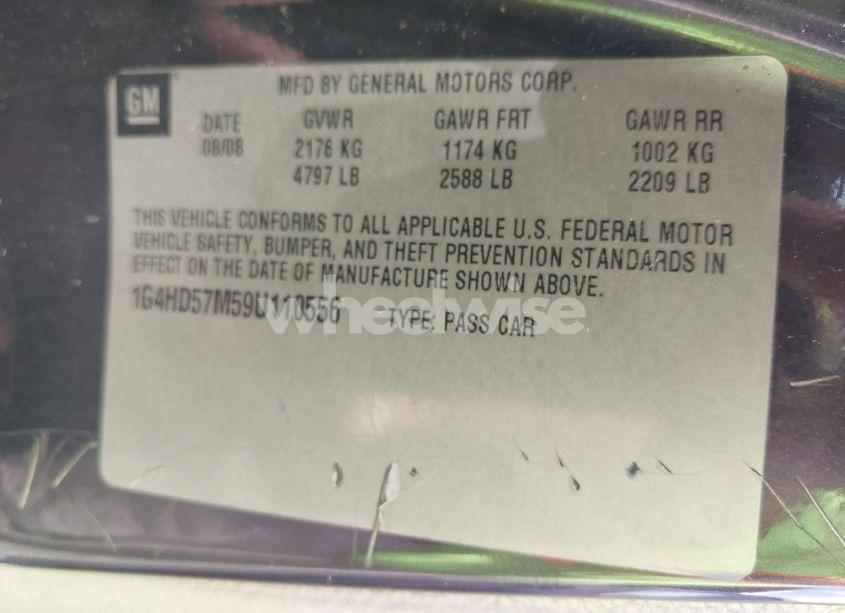 GM
MFD BY GENERAL MOTORS CORP.
DATE GVWR GAWR FRT GAWR RR
08/08 2176 KG 1174 KG 1002 KG
4797 LB 2588 LB 2209 LB
THIS VEHICLE CONFORMS TO ALL APPLICABLE U.S. FEDERAL MOTOR
VEHICLE SAFETY, BUMPER, AND THEFT PREVENTION STANDARDS IN
EFFECT ON THE DATE OF MANUFACTURE SHOWN ABOVE.
1G4HD57M59U110556 TYPE: PASS CAR
wheelwise